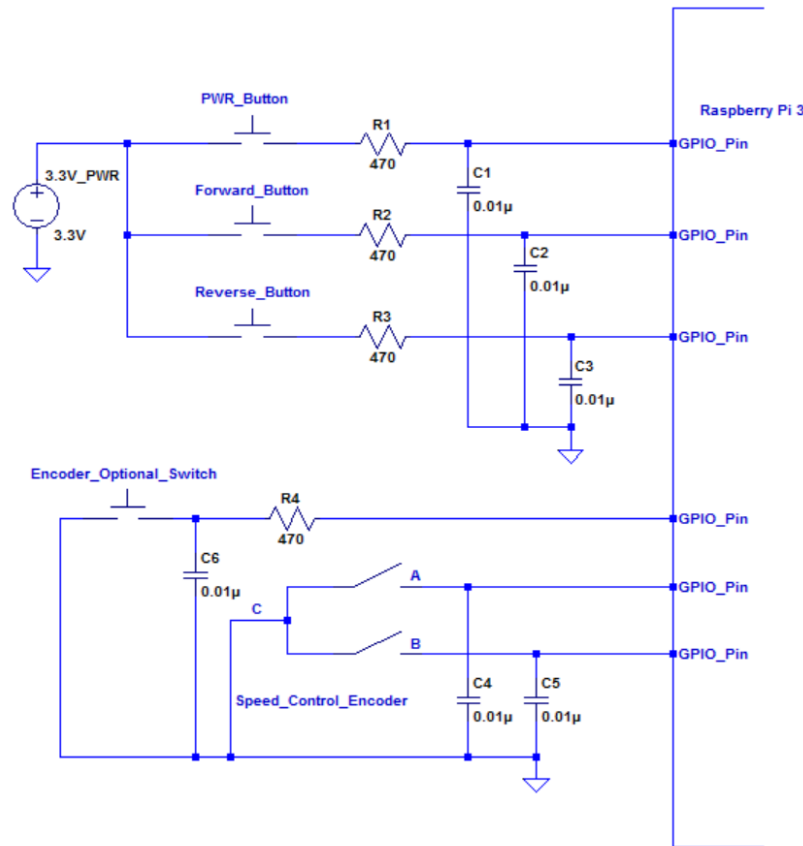 PWR_Button
Raspberry Pi 3
R1
470
GPIO_Pin
C1
0.01µ
3.3V_PWR
+
−
3.3V
Forward_Button
R2
470
GPIO_Pin
C2
0.01µ
Reverse_Button
R3
470
GPIO_Pin
C3
0.01µ
Encoder_Optional_Switch
R4
470
GPIO_Pin
C6
0.01µ
A
GPIO_Pin
C
B
GPIO_Pin
Speed_Control_Encoder
C4
0.01µ
C5
0.01µ